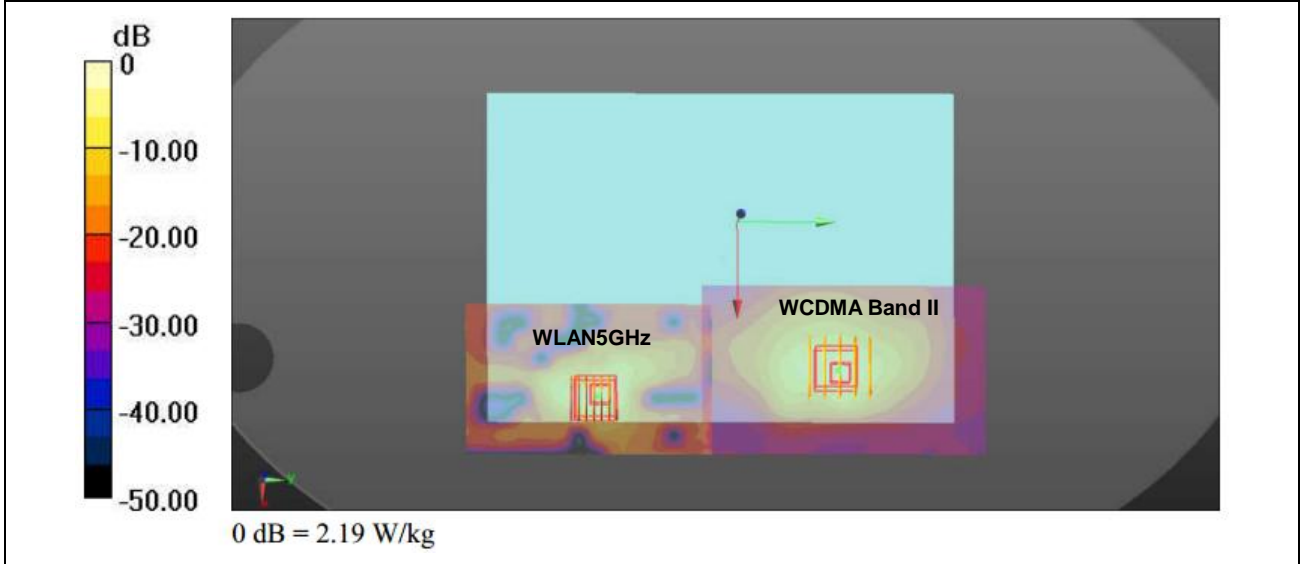 dB
0
-10.00
-20.00
-30.00
-40.00
-50.00
WLAN5GHz
WCDMA Band II
0 dB = 2.19 W/kg